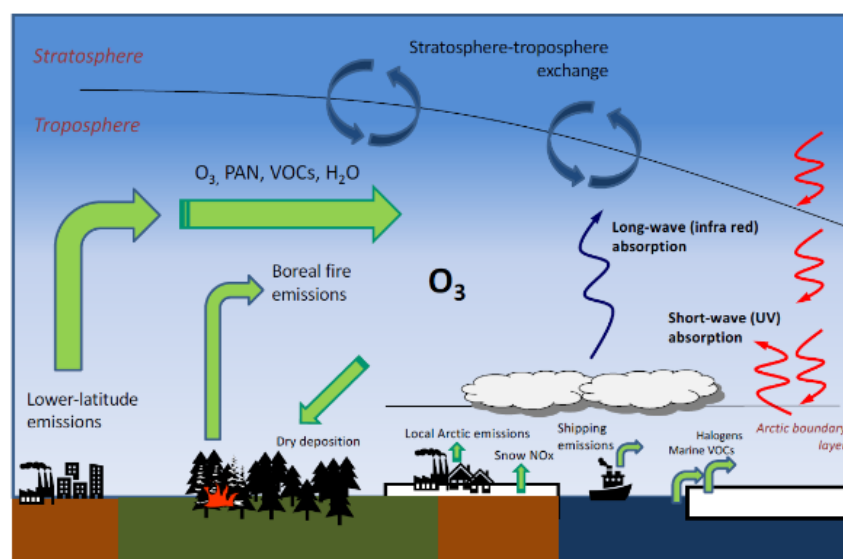 Stratosphere
Stratosphere-troposphere
exchange
Troposphere
O3, PAN, VOCs, H2O
Long-wave (infra red)
absorption
Boreal fire
emissions
O3
Short-wave (UV)
absorption
Lower-latitude
emissions
Dry deposition
Local Arctic emissions
Snow NOx
Shipping
emissions
Halogens
Marine VOCs
Arctic boundary
layer